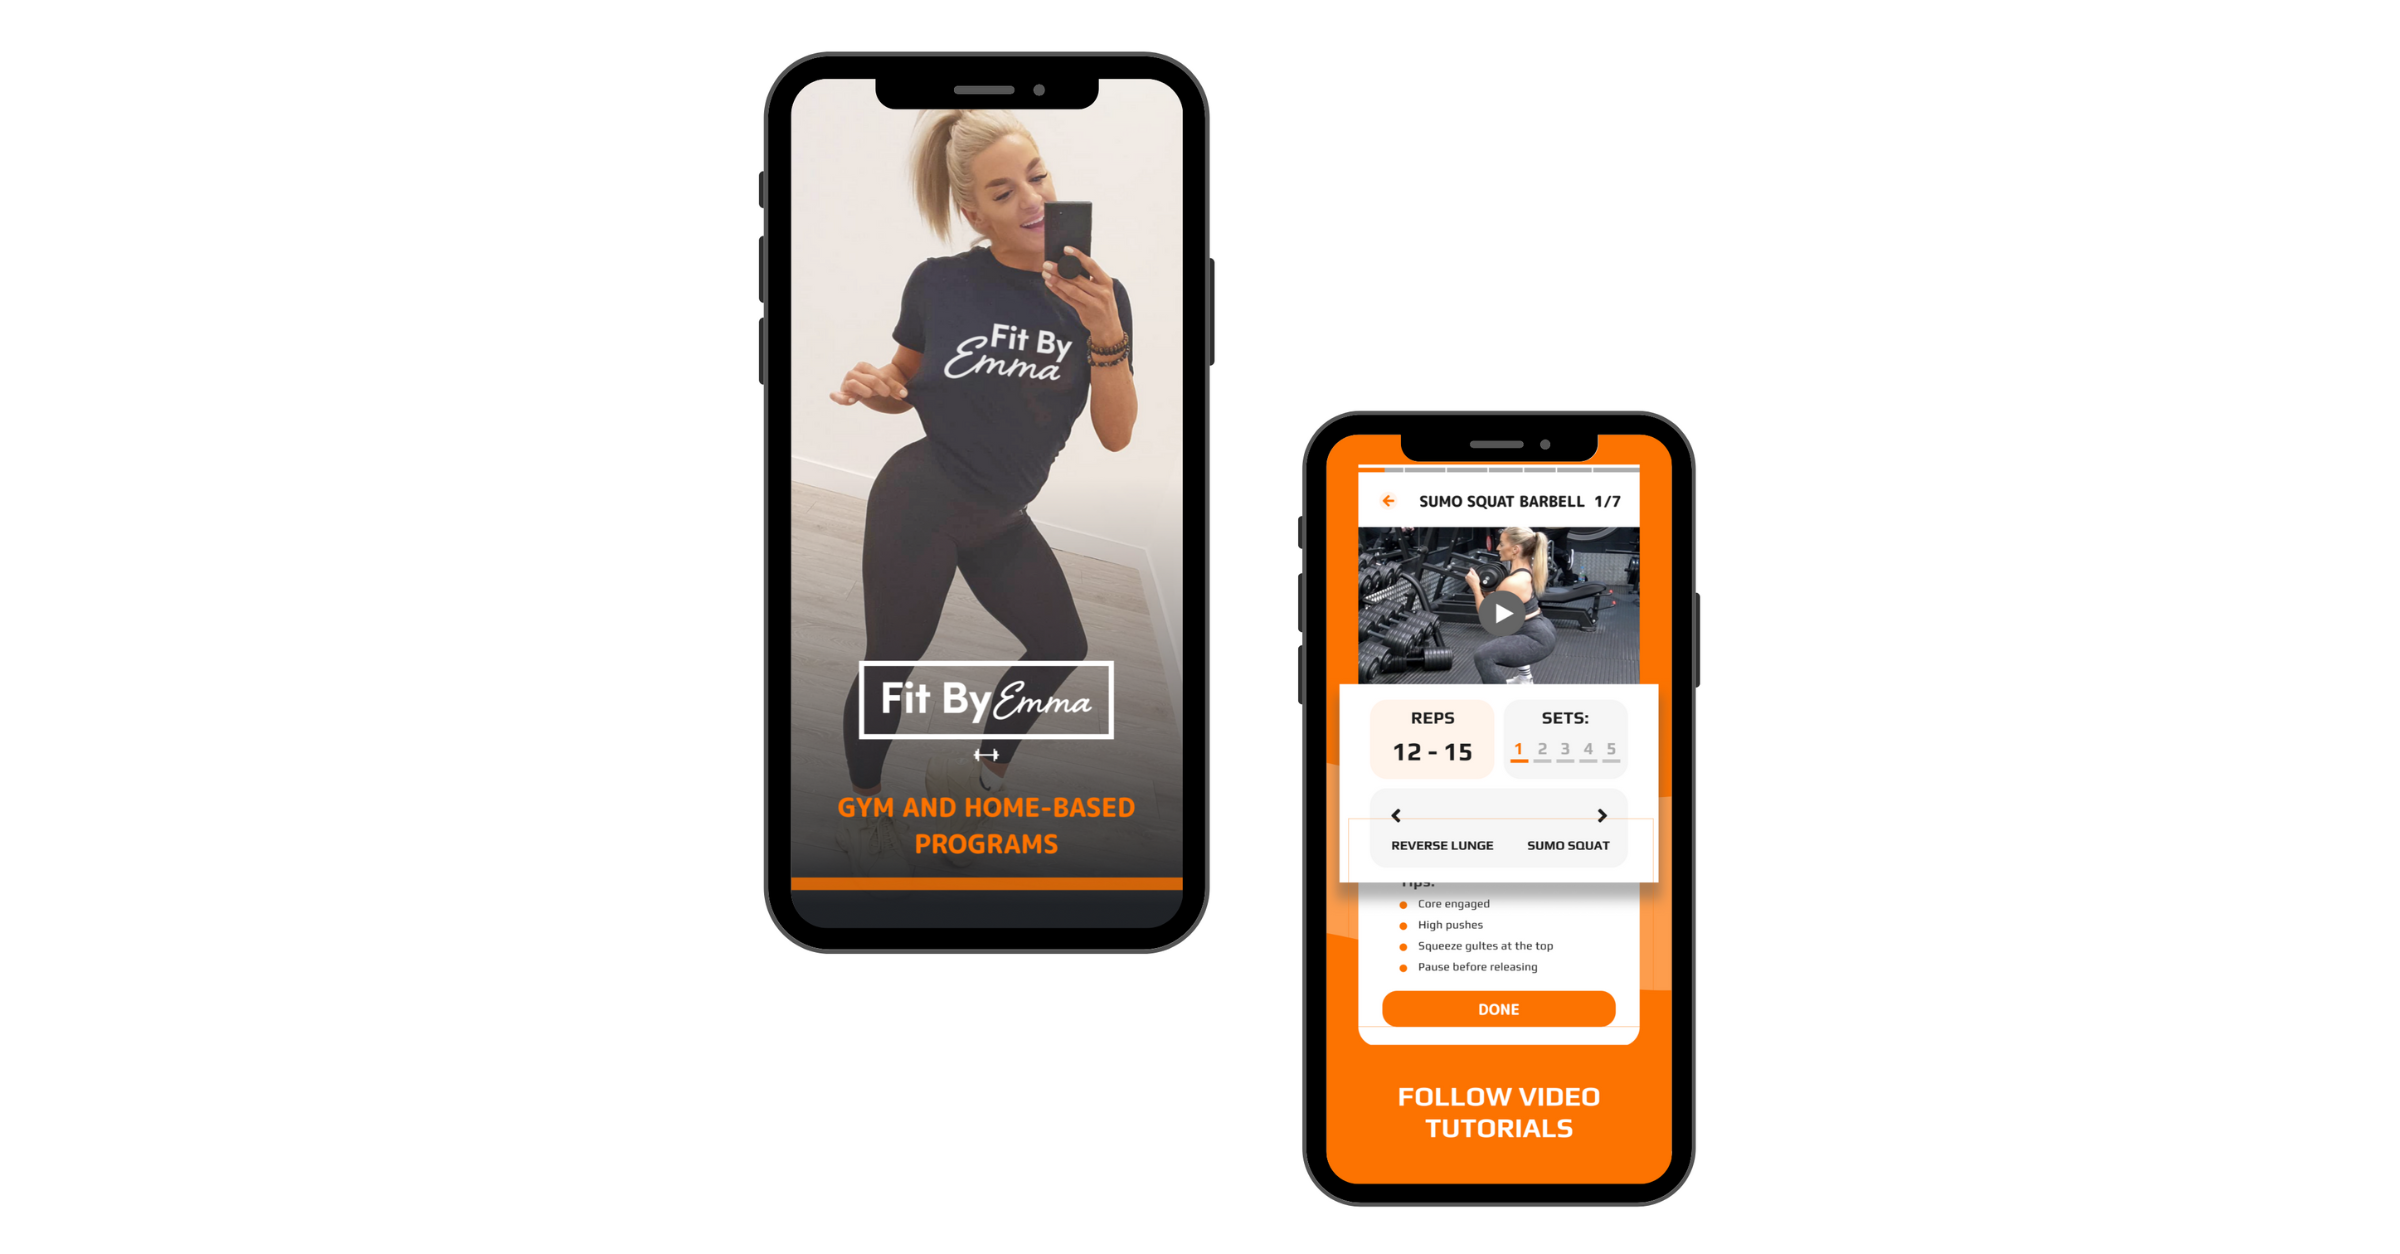 Fit By
Emma
Fit By Emma
GYM AND HOME-BASED
PROGRAMS
SUMO SQUAT BARBELL 1/7
REPS
12 - 15
SETS:
1 2 3 4 5
REVERSE LUNGE
SUMO SQUAT
Tips:
Core engaged
High pushes
Squeeze gultes at the top
Pause before releasing
DONE
FOLLOW VIDEO
TUTORIALS